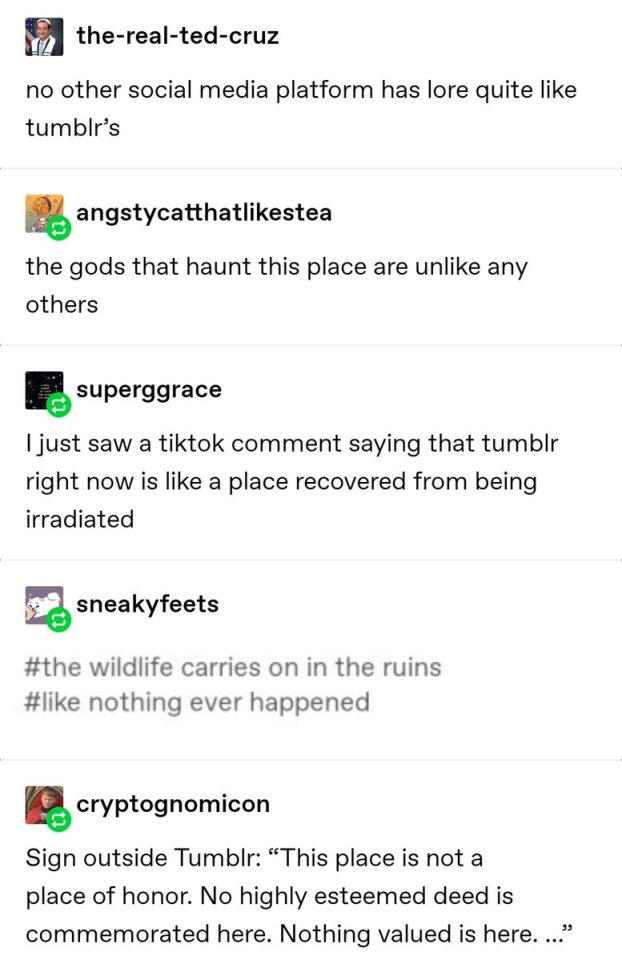 the-real-ted-cruz
no other social media platform has lore quite like
tumblr’s
angstycatthatlikestea
the gods that haunt this place are unlike any
others
superggrace
I just saw a tiktok comment saying that tumblr
right now is like a place recovered from being
irradiated
sneakyfeets
#the wildlife carries on in the ruins
#like nothing ever happened
cryptognomicon
Sign outside Tumblr: “This place is not a
place of honor. No highly esteemed deed is
commemorated here. Nothing valued is here. ...”